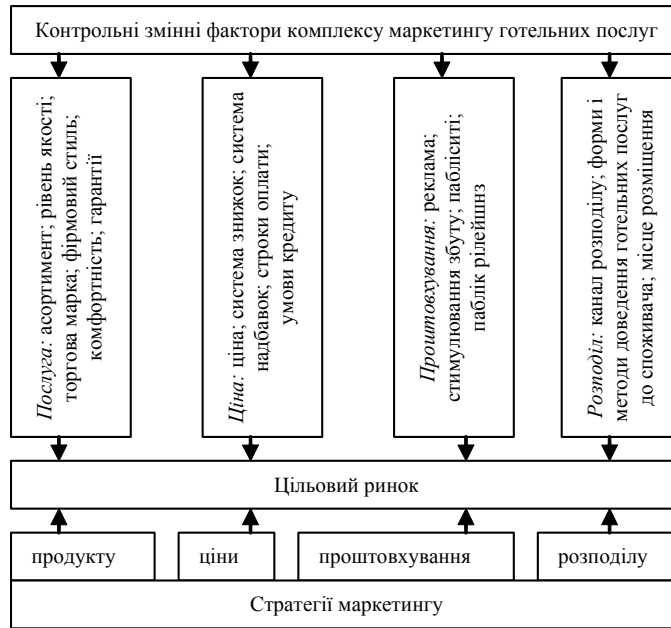 Контрольні змінні фактори комплексу маркетингу готельних послуг
Послуга: асортимент; рівень якості;
торгова марка; фірмовий стиль;
комфортність; гарантії
Ціна: ціна; система знижок; система
надбавок; строки оплати;
умови кредиту
Проштовхування: реклама;
стимулювання збуту; пабліситі;
паблік рілейшнз
Розподіл: канал розподілу; форми і
методи доведення готельних послуг
до споживача; місце розміщення
Цільовий ринок
продукту
ціни
проштовхування
розподілу
Стратегії маркетингу